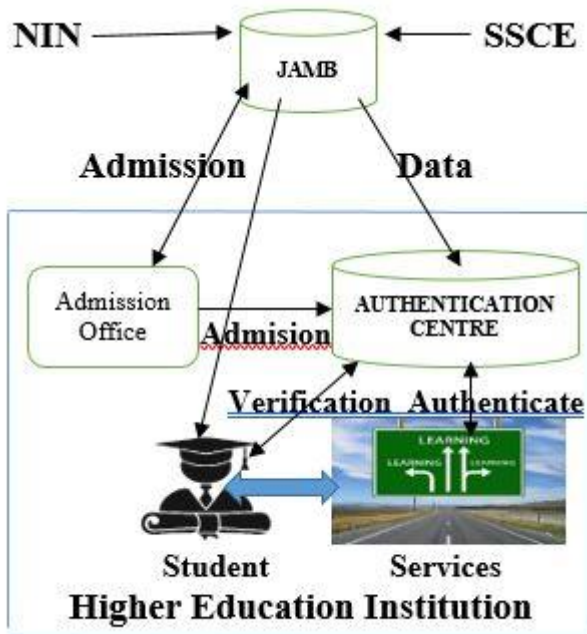 NIN
SSCE
JAMB
Admission
Data
Admission
Office
AUTHENTICATION
CENTRE
Admision
Verification
Authenticate
LEARNING
LEARNING
LEARNING
Student
Services
Higher Education Institution